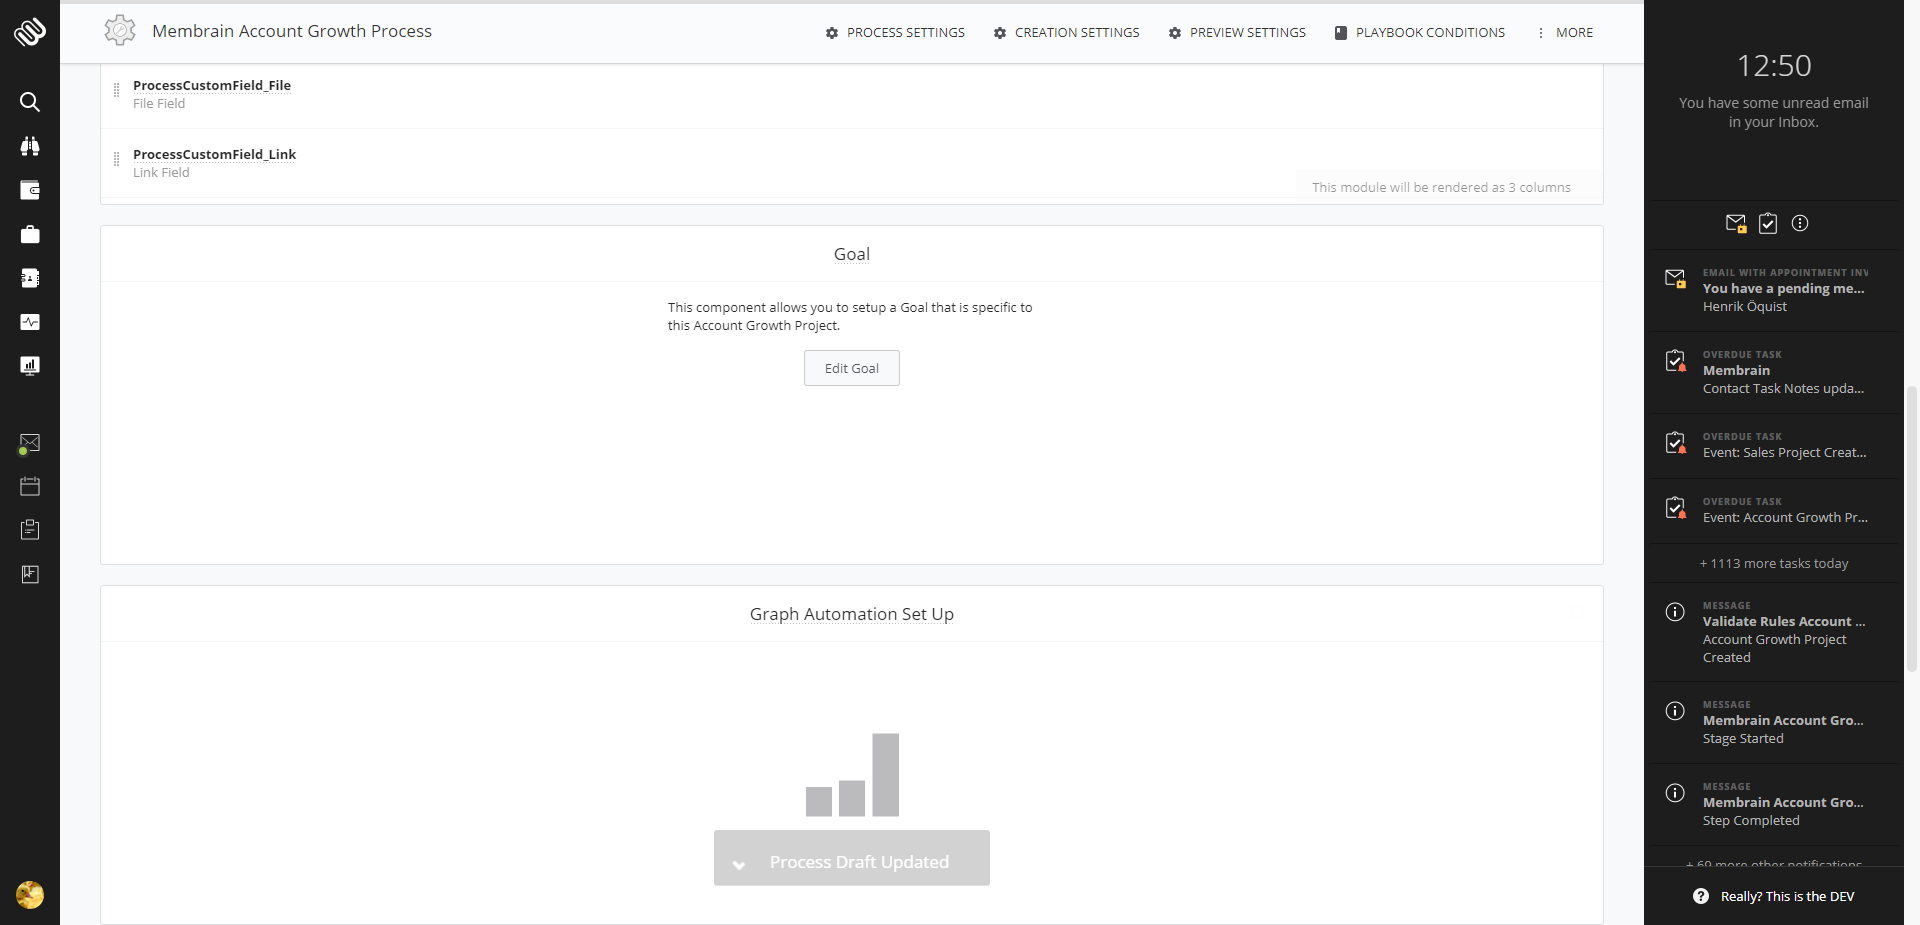 Membrain Account Growth Process
PROCESS SETTINGS
CREATION SETTINGS
PREVIEW SETTINGS
PLAYBOOK CONDITIONS
MORE
ProcessCustomField_File
File Field
ProcessCustomField_Link
Link Field
This module will be rendered as 3 columns
Goal
This component allows you to setup a Goal that is specific to
this Account Growth Project.
Edit Goal
Graph Automation Set Up
Process Draft Updated
12:50
You have some unread email
in your Inbox.
EMAIL WITH APPOINTMENT INV
You have a pending me...
Henrik Öquist
OVERDUE TASK
Membrain
Contact Task Notes upda...
OVERDUE TASK
Event: Sales Project Creat...
OVERDUE TASK
Event: Account Growth Pr...
+ 1113 more tasks today
MESSAGE
Validate Rules Account ...
Account Growth Project
Created
MESSAGE
Membrain Account Gro...
Stage Started
MESSAGE
Membrain Account Gro...
Step Completed
+ 69 more other notifications
Really? This is the DEV